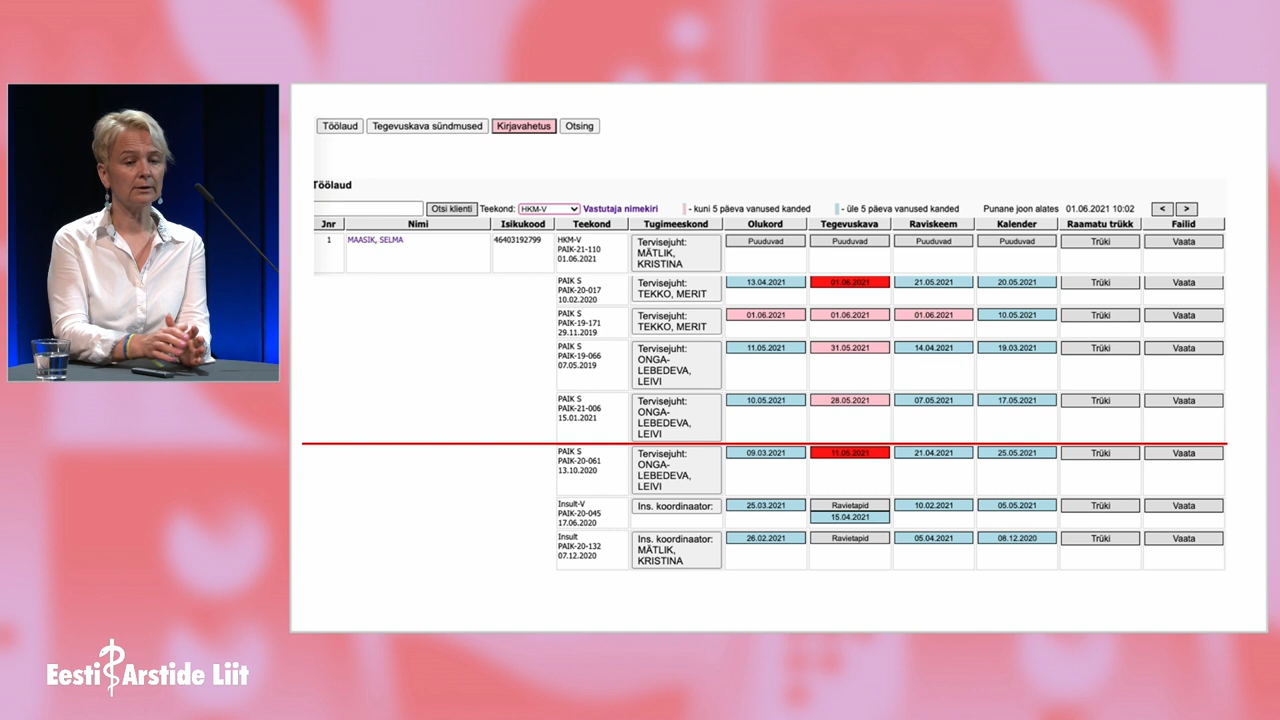 Töölaud Tegevuskava sündmused Kirjavahetus Otsing
Töölaud
Otsi klienti Teekond: HKM-V Vastutaja nimekiri - kuni 5 päeva vanused kanded - üle 5 päeva vanused kanded Punane joon alates 01.06.2021 10:02 < >
Jnr Nimi Isikukood Teekond Tugimeeskond Olukord Tegevuskava Raviskeem Kalender Raamatu trükk Failid
1 MAASIK, SELMA 46403192799 HKM-V Tervisejuht: Puuduvad Puuduvad Puuduvad Puuduvad Trüki Vaata
PAIK-21-110 MÄTLIK,
01.06.2021 KRISTINA
PAIK S Tervisejuht: 13.04.2021 01.06.2021 21.05.2021 20.05.2021 Trüki Vaata
PAIK-20-017 TEKKO, MERIT
10.02.2020
PAIK S Tervisejuht: 01.06.2021 01.06.2021 01.06.2021 10.05.2021 Trüki Vaata
PAIK-19-171 TEKKO, MERIT
29.11.2019
PAIK S Tervisejuht: 11.05.2021 31.05.2021 14.04.2021 19.03.2021 Trüki Vaata
PAIK-19-066 ONGA-
07.05.2019 LEBEDEVA,
LEIVI
PAIK S Tervisejuht: 10.05.2021 28.05.2021 07.05.2021 17.05.2021 Trüki Vaata
PAIK-21-006 ONGA-
15.01.2021 LEBEDEVA,
LEIVI
PAIK S Tervisejuht: 09.03.2021 11.05.2021 21.04.2021 25.05.2021 Trüki Vaata
PAIK-20-061 ONGA-
13.10.2020 LEBEDEVA,
LEIVI
Insult-V Ins. koordinaator: 25.03.2021 Ravietapid 10.02.2021 05.05.2021 Trüki Vaata
PAIK-20-045 15.04.2021
17.06.2020
Insult Ins. koordinaator: 26.02.2021 Ravietapid 05.04.2021 08.12.2020 Trüki Vaata
PAIK-20-132 MÄTLIK,
07.12.2020 KRISTINA
Eesti Arstide Liit